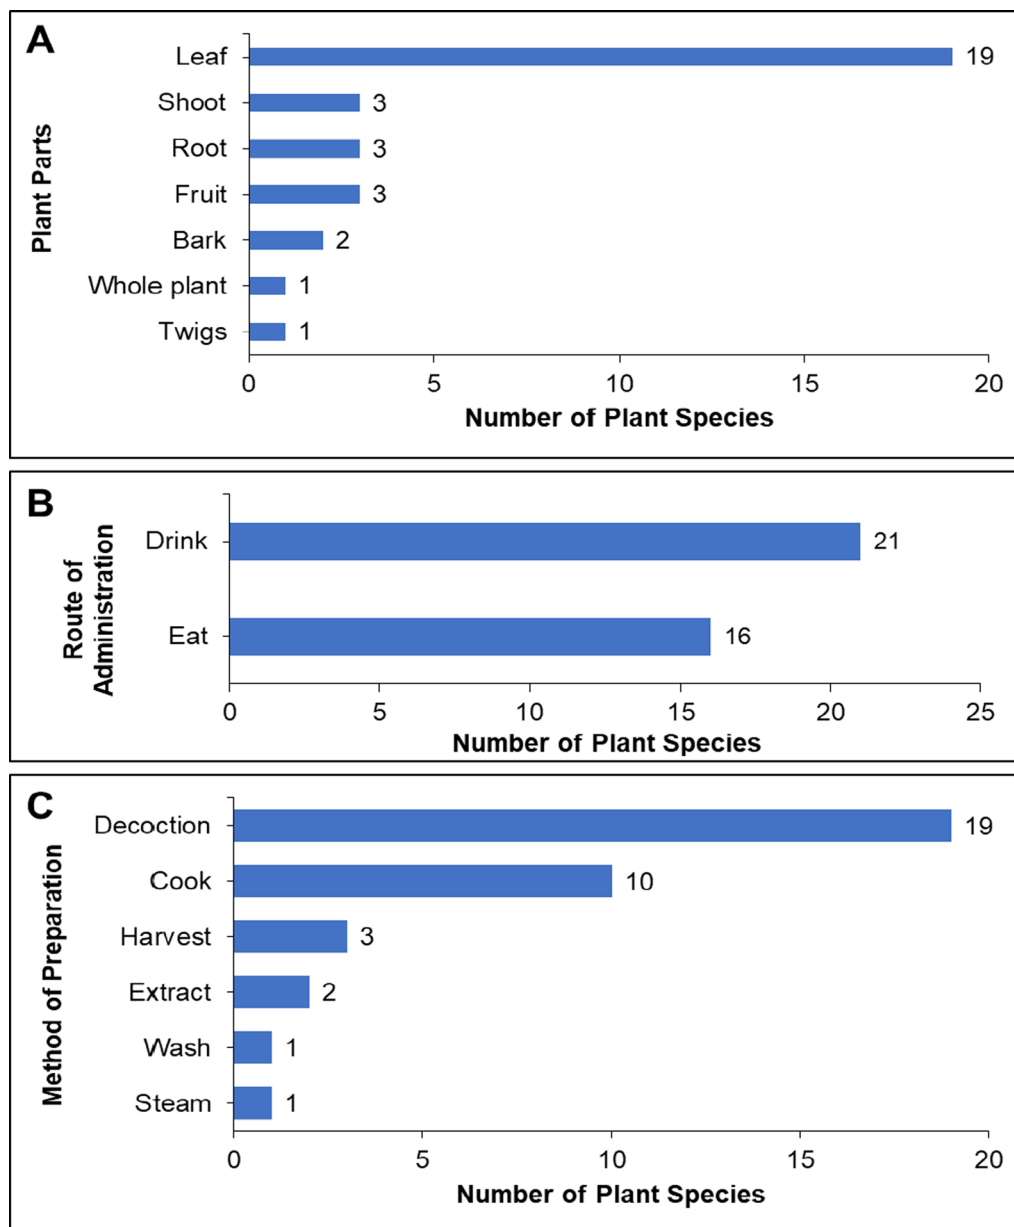 A
Plant Parts
Leaf 19
Shoot 3
Root 3
Fruit 3
Bark 2
Whole plant 1
Twigs 1
0 5 10 15 20
Number of Plant Species
B
Route of
Administration
Drink 21
Eat 16
0 5 10 15 20 25
Number of Plant Species
C
Method of Preparation
Decoction 19
Cook 10
Harvest 3
Extract 2
Wash 1
Steam 1
0 5 10 15 20
Number of Plant Species